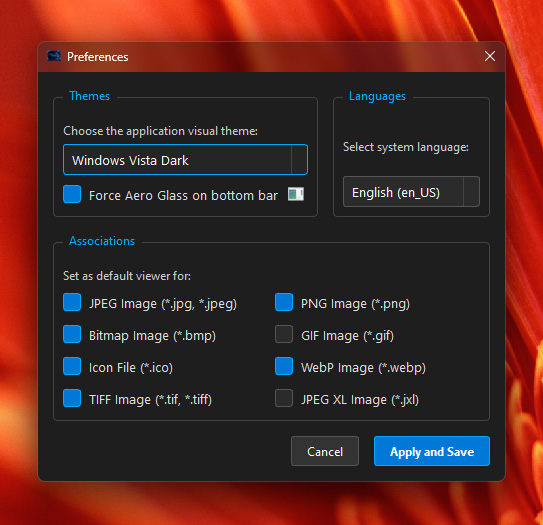 Preferences
Themes
Choose the application visual theme:
Windows Vista Dark
Force Aero Glass on bottom bar
Languages
Select system language:
English (en_US)
Associations
Set as default viewer for:
JPEG Image (*.jpg, *.jpeg)
PNG Image (*.png)
Bitmap Image (*.bmp)
GIF Image (*.gif)
Icon File (*.ico)
WebP Image (*.webp)
TIFF Image (*.tif, *.tiff)
JPEG XL Image (*.jxl)
Cancel
Apply and Save